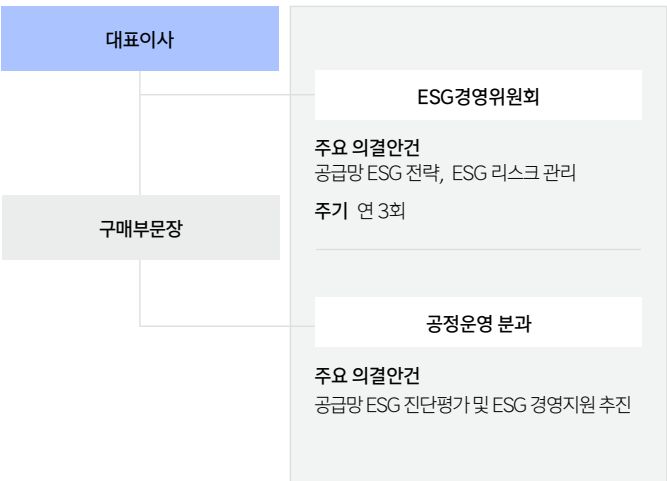 대표이사
ESG경영위원회
주요 의결안건
공급망 ESG 전략, ESG 리스크 관리
주기 연 3회
구매부문장
공정운영 분과
주요 의결안건
공급망 ESG 진단평가 및 ESG 경영지원 추진